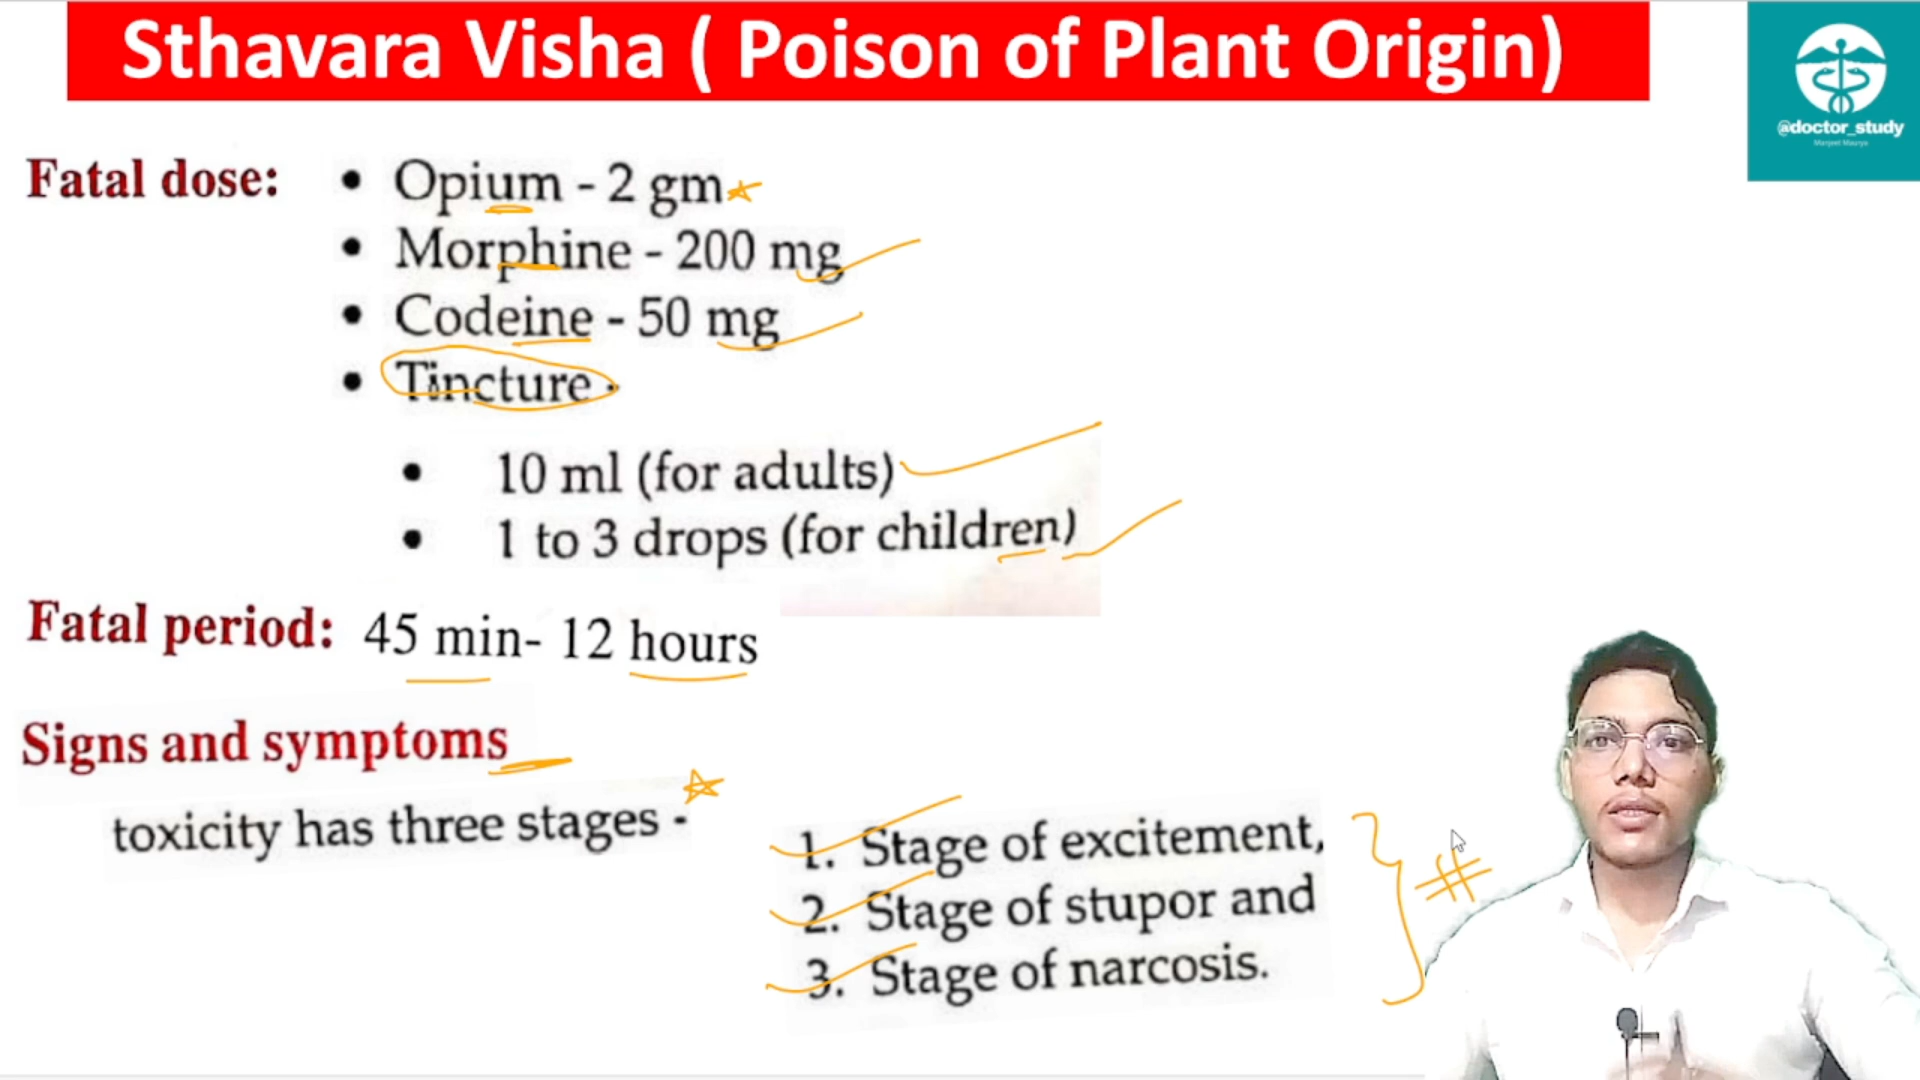 Sthavara Visha ( Poison of Plant Origin)
@doctor_study
Manjeet Maurya
Fatal dose:
• Opium - 2 gm
• Morphine - 200 mg
• Codeine - 50 mg
• Tincture -
• 10 ml (for adults)
• 1 to 3 drops (for children)
Fatal period: 45 min- 12 hours
Signs and symptoms
toxicity has three stages -
1. Stage of excitement,
2. Stage of stupor and
3. Stage of narcosis.
#